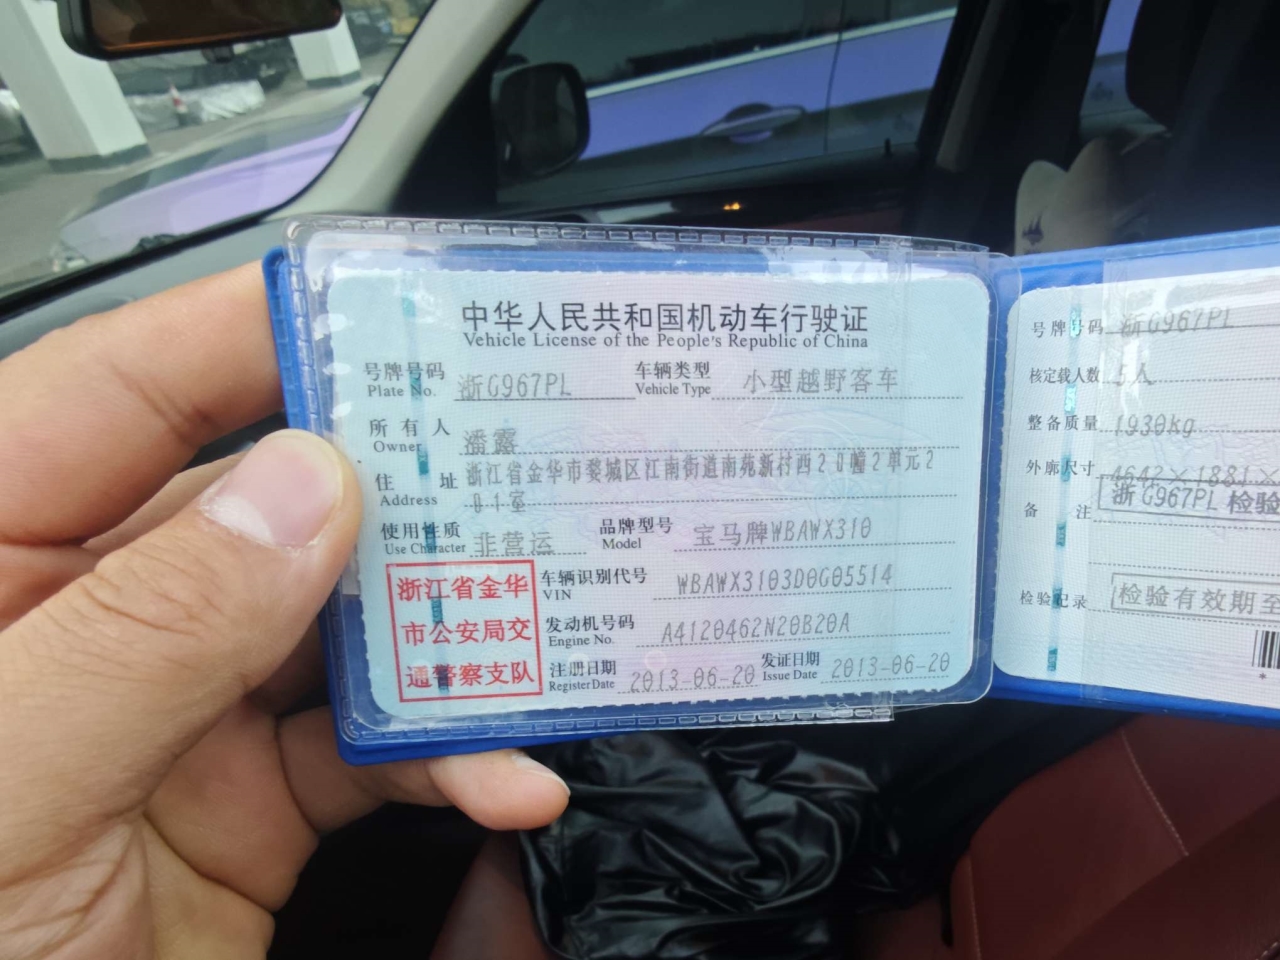 中华人民共和国机动车行驶证
Vehicle License of the People's Republic of China
号牌号码 浙G967PL 车辆类型 小型越野客车
Plate No. Vehicle Type
所有人 潘露
Owner
住址 浙江省金华市婺城区江南街道南苑新村西20幢2单元2
Address 01室
使用性质 非营运 品牌型号 宝马牌WBAWX310
Use Character Model
浙江省金华
市公安局交
通警察支队
车辆识别代号 WBAWX3103D0G05514
VIN
发动机号码 A4120462N20B20A
Engine No.
注册日期 2013-06-20 发证日期 2013-06-20
Register Date Issue Date
号牌号码 浙G967PL
核定载人数 5人
整备质量 1930kg
外廓尺寸 4642×1881×
备注 浙G967PL 检验
检验记录 检验有效期至
*